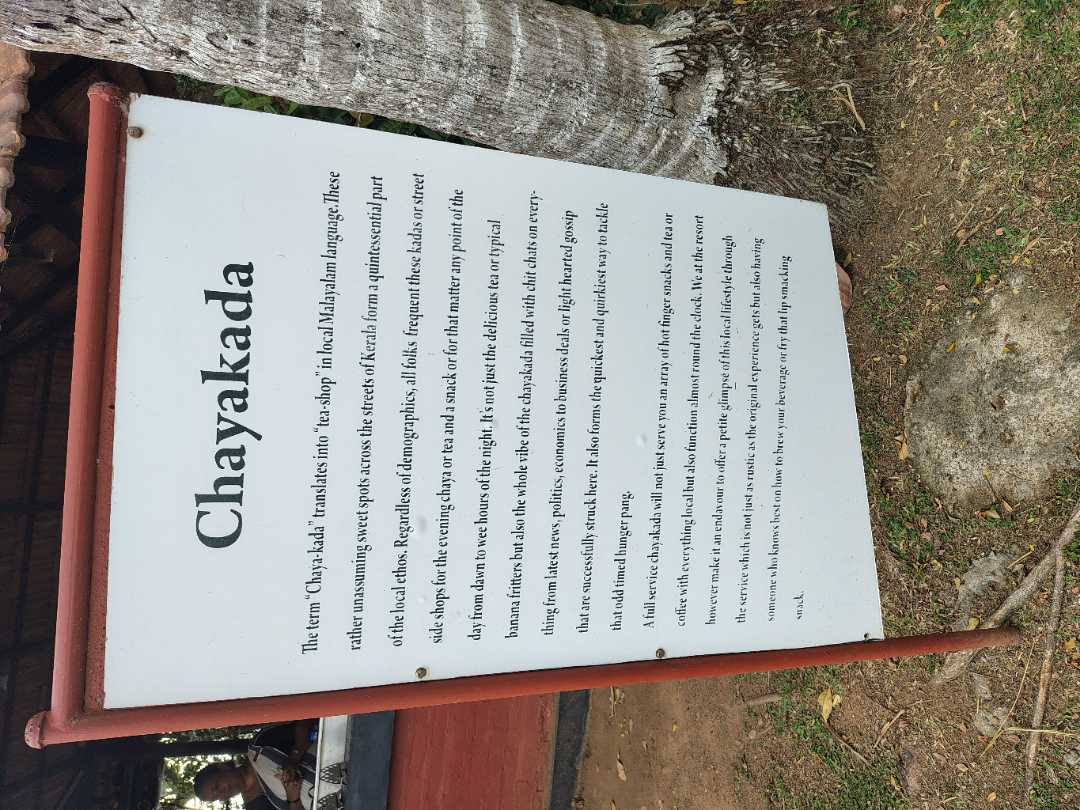 Chayakada
The term "Chaya-kada" translates into "tea-shop" in local Malayalam language.These
rather unassuming sweet spots across the streets of Kerala form a quintessential part
of the local ethos. Regardless of demographics, all folks frequent these kadas or street
side shops for the evening chaya or tea and a snack or for that matter any point of the
day from dawn to wee hours of the night. It's not just the delicious tea or typical
banana fritters but also the whole vibe of the chayakada filled with chit chats on every-
thing from latest news, politics, economics to business deals or light hearted gossip
that are successfully struck here. It also forms the quickest and quirkiest way to tackle
that odd timed hunger pang.
A full service chayakada will not just serve you an array of hot finger snacks and tea or
coffee with everything local but also function almost round the clock. We at the resort
however make it an endavour to offer a petite glimpse of this local lifestyle through
the service which is not just as rustic as the original experience gets but also having
someone who knows best on how to brew your beverage or fry that lip smacking
snack.